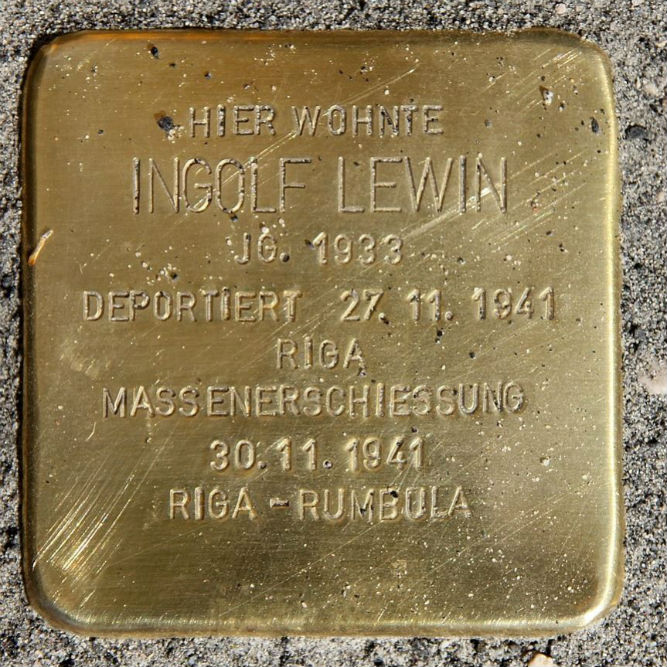 HIER WOHNTE
INGOLF LEWIN
JG. 1933
DEPORTIERT 27. 11. 1941
RIGA
MASSENERSCHIESSUNG
30. 11. 1941
RIGA - RUMBULA